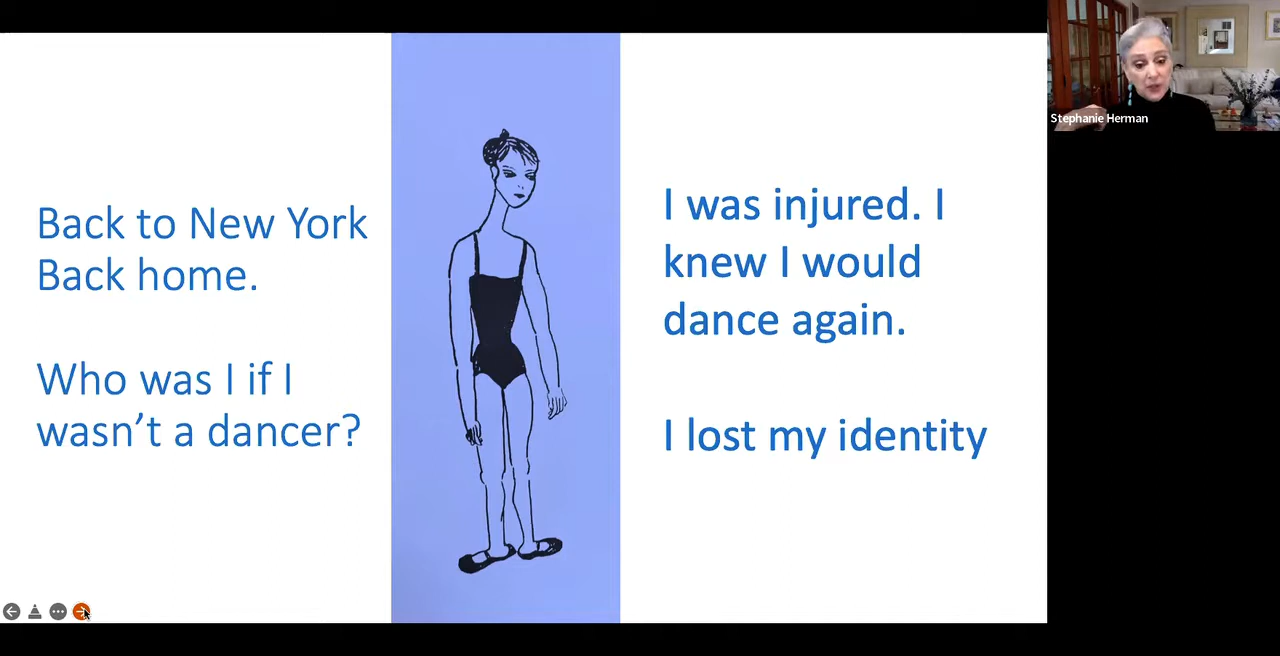 Back to New York
Back home.
Who was I if I
wasn’t a dancer?
I was injured. I
knew I would
dance again.
I lost my identity
Stephanie Herman